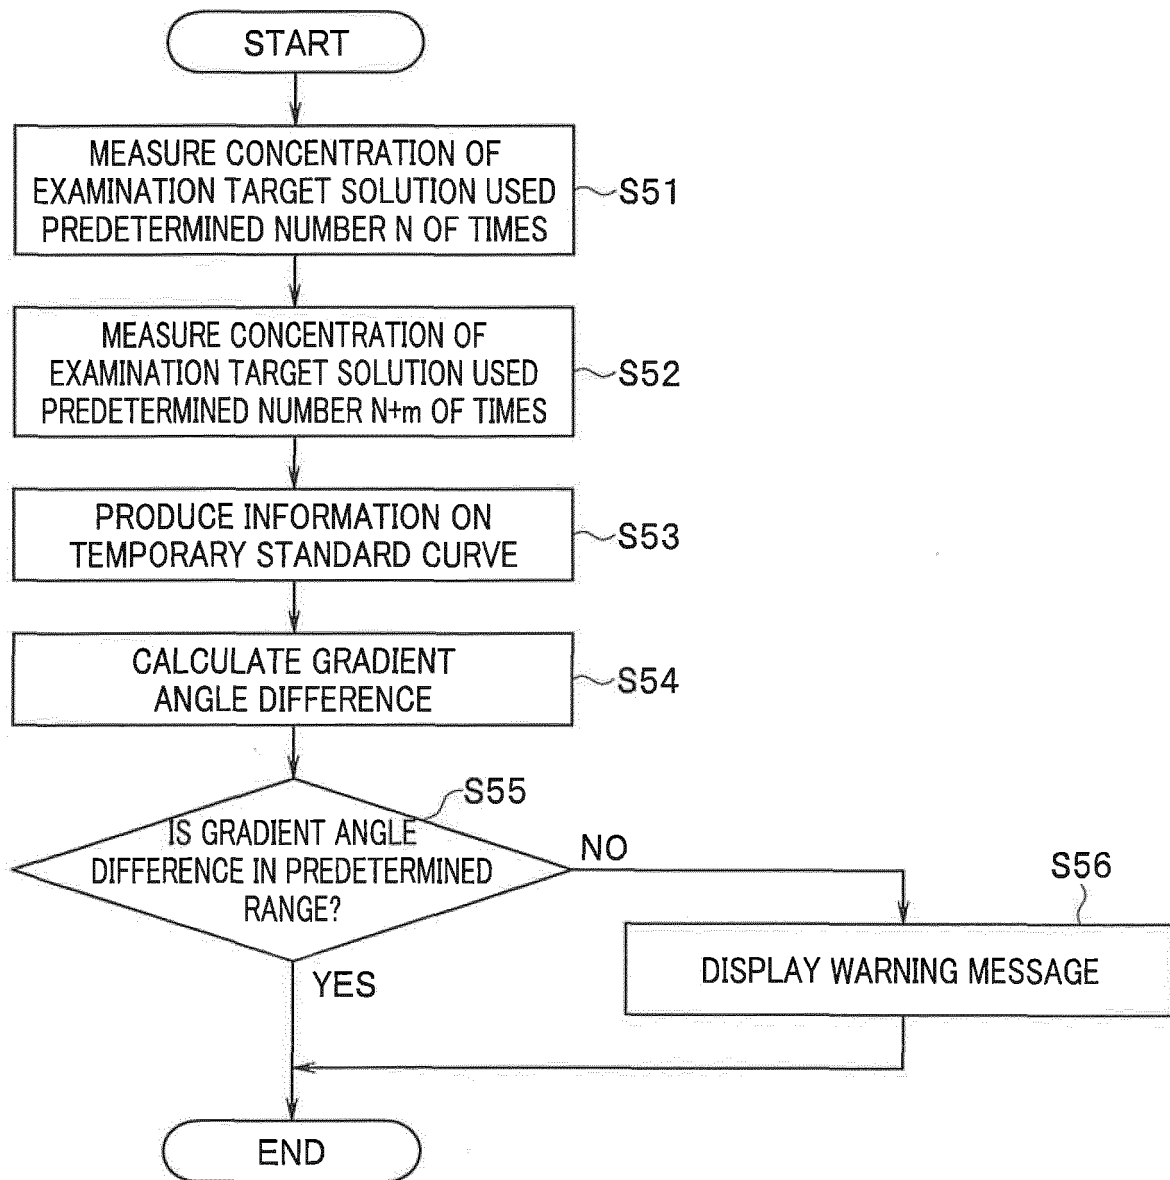 START
MEASURE CONCENTRATION OF
EXAMINATION TARGET SOLUTION USED
PREDETERMINED NUMBER N OF TIMES
S51
MEASURE CONCENTRATION OF
EXAMINATION TARGET SOLUTION USED
PREDETERMINED NUMBER N+m OF TIMES
S52
PRODUCE INFORMATION ON
TEMPORARY STANDARD CURVE
S53
CALCULATE GRADIENT
ANGLE DIFFERENCE
S54
S55
IS GRADIENT ANGLE
DIFFERENCE IN PREDETERMINED
RANGE?
NO
YES
S56
DISPLAY WARNING MESSAGE
END